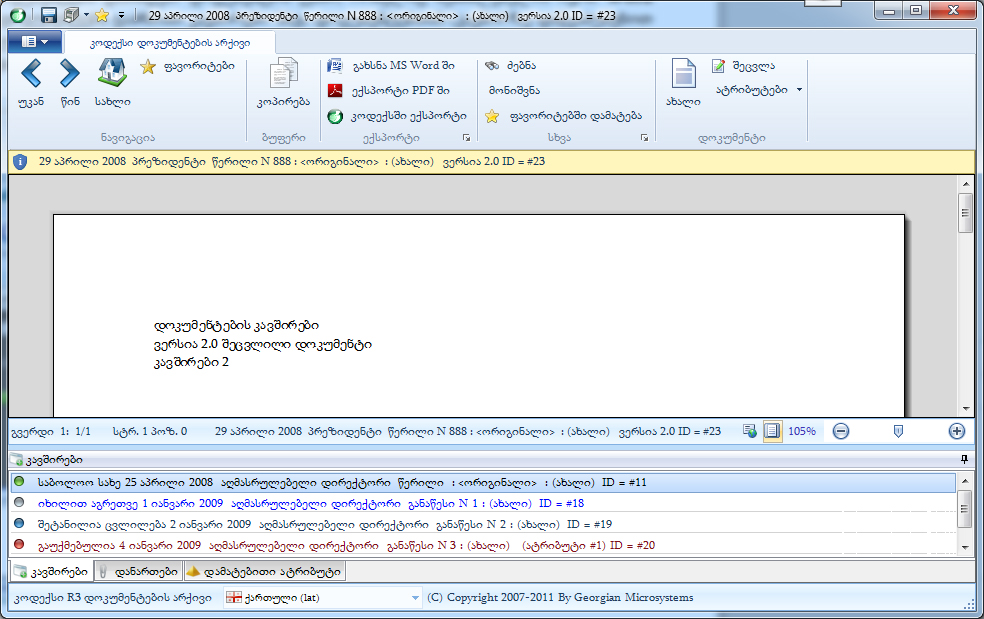 29 აპრილი 2008 პრეზიდენტი წერილი N 888 : <ორიგინალი> : (ახალი) ვერსია 2.0 ID = #23
კოდექსი დოკუმენტების არქივი
უკან
წინ
სახლი
ფავორიტები
ნავიგაცია
კოპირება
ბუფერი
გახსნა MS Word ში
ექსპორტი PDF ში
კოდექსში ექსპორტი
ექსპორტი
ძებნა
მონიშვნა
ფავორიტებში დამატება
სხვა
ახალი
შეცვლა
ატრიბუტები
დოკუმენტი
29 აპრილი 2008 პრეზიდენტი წერილი N 888 : <ორიგინალი> : (ახალი) ვერსია 2.0 ID = #23
დოკუმენტების კავშირები
ვერსია 2.0 შეცვლილი დოკუმენტი
კავშირები 2
გვერდი 1: 1/1 სტრ. 1 პოზ. 0 29 აპრილი 2008 პრეზიდენტი წერილი N 888 : <ორიგინალი> : (ახალი) ვერსია 2.0 ID = #23 105%
კავშირები
საბოლოო სახე 25 აპრილი 2008 აღმასრულებელი დირექტორი წერილი : <ორიგინალი> : (ახალი) ID = #11
იხილით აგრეთვე 1 იანვარი 2009 აღმასრულებელი დირექტორი განაწესი N 1 : (ახალი) ID = #18
შეტანილია ცვლილება 2 იანვარი 2009 აღმასრულებელი დირექტორი განაწესი N 2 : (ახალი) ID = #19
გაუქმებულია 4 იანვარი 2009 აღმასრულებელი დირექტორი განაწესი N 3 : (ახალი) (ატრიბუტი #1) ID = #20
კავშირები დანართები დამატებითი ატრიბუტი
კოდექსი R3 დოკუმენტების არქივი ქართული (lat) (C) Copyright 2007-2011 By Georgian Microsystems